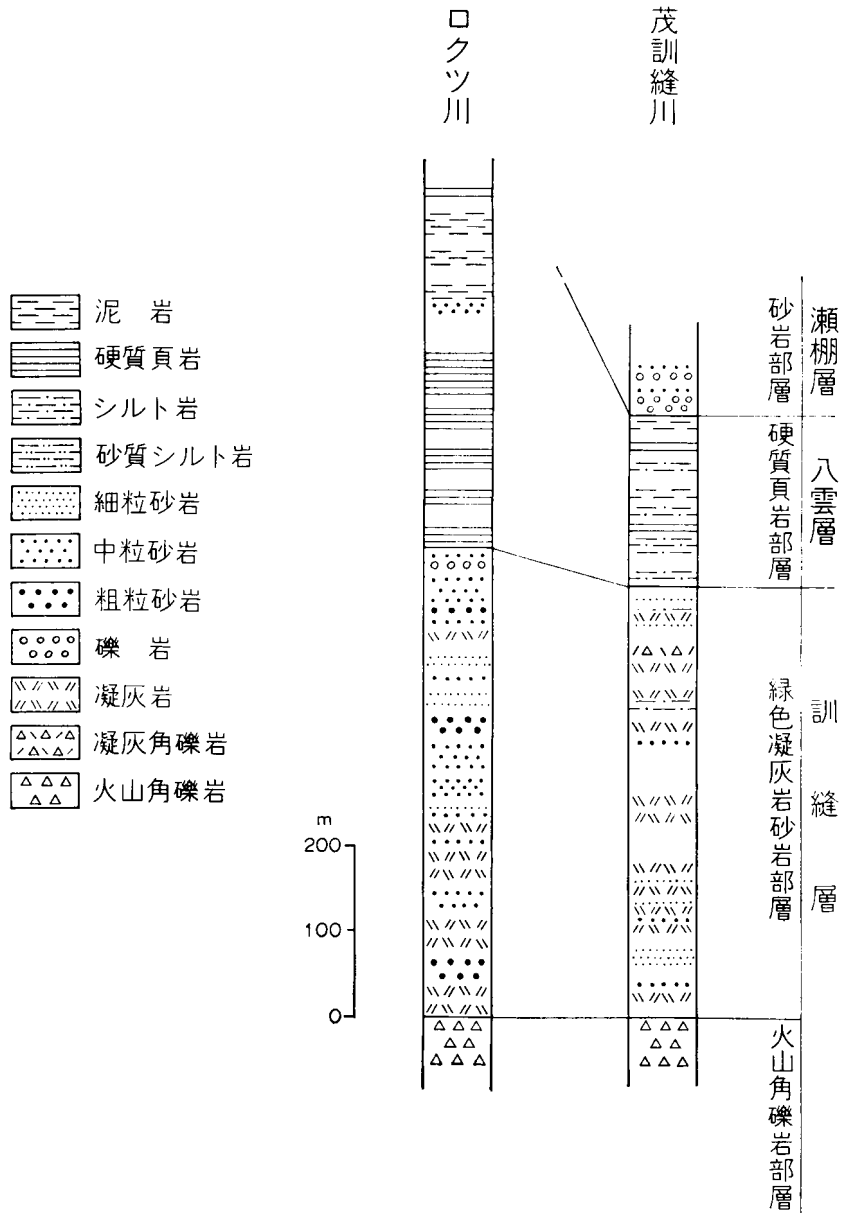 ロクツ川
茂訓縫川
泥　岩
硬質頁岩
シルト岩
砂質シルト岩
細粒砂岩
中粒砂岩
粗粒砂岩
礫　岩
凝灰岩
凝灰角礫岩
火山角礫岩
m
200
100
0
砂岩部層
瀬棚層
硬質頁岩部層
八雲層
緑色凝灰岩砂岩部層
訓縫層
火山角礫岩部層